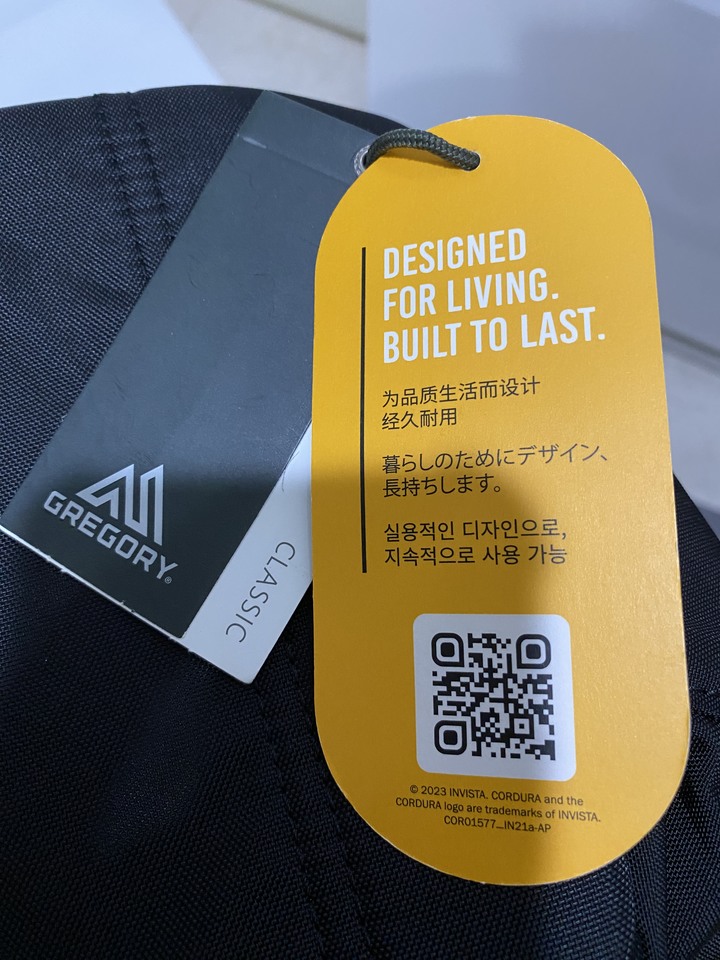 GREGORY®
CLASSIC
DESIGNED
FOR LIVING.
BUILT TO LAST.
为品质生活而设计
经久耐用
暮らしのためにデザイン、
長持ちします。
실용적인 디자인으로,
지속적으로 사용 가능
© 2023 INVISTA. CORDURA and the
CORDURA logo are trademarks of INVISTA.
COR01577_IN21a-AP